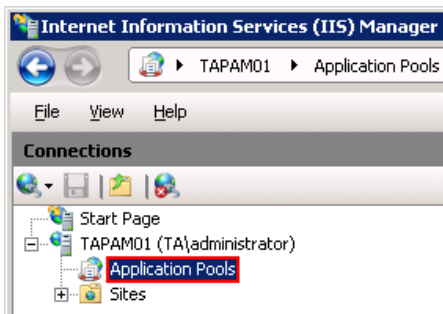 Internet Information Services (IIS) Manager
TAPAM01 Application Pools
File View Help
Connections
Start Page
TAPAM01 (TA\administrator)
Application Pools
Sites